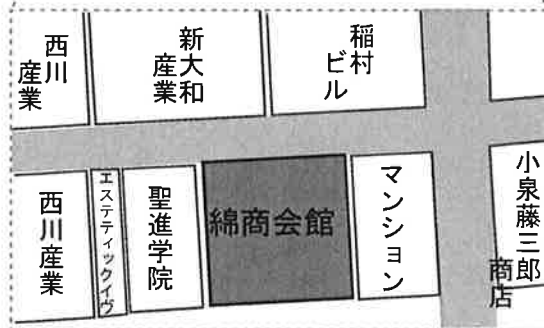 西川
産業
新大和
産業
稲村
ビル
西川産業
エステティックイヴ
聖進学院
綿商会館
マンション
小泉藤三郎
商店